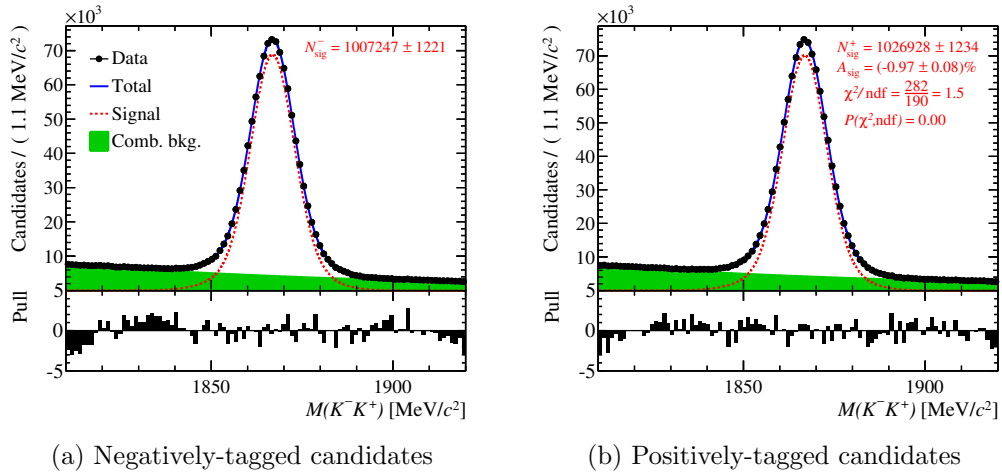 ×10³
Candidates / ( 1.1 MeV/c²)
70
60
50
40
30
20
10
Data
Total
Signal
Comb. bkg.
N⁻sig = 1007247 ± 1221
Pull
5
0
-5
1850
1900
M(K⁻K⁺) [MeV/c²]
(a) Negatively-tagged candidates
×10³
Candidates / ( 1.1 MeV/c²)
70
60
50
40
30
20
10
N⁺sig = 1026928 ± 1234
Asig = (-0.97 ± 0.08)%
χ²/ ndf = 282/190 = 1.5
P(χ²,ndf) = 0.00
Pull
5
0
-5
1850
1900
M(K⁻K⁺) [MeV/c²]
(b) Positively-tagged candidates